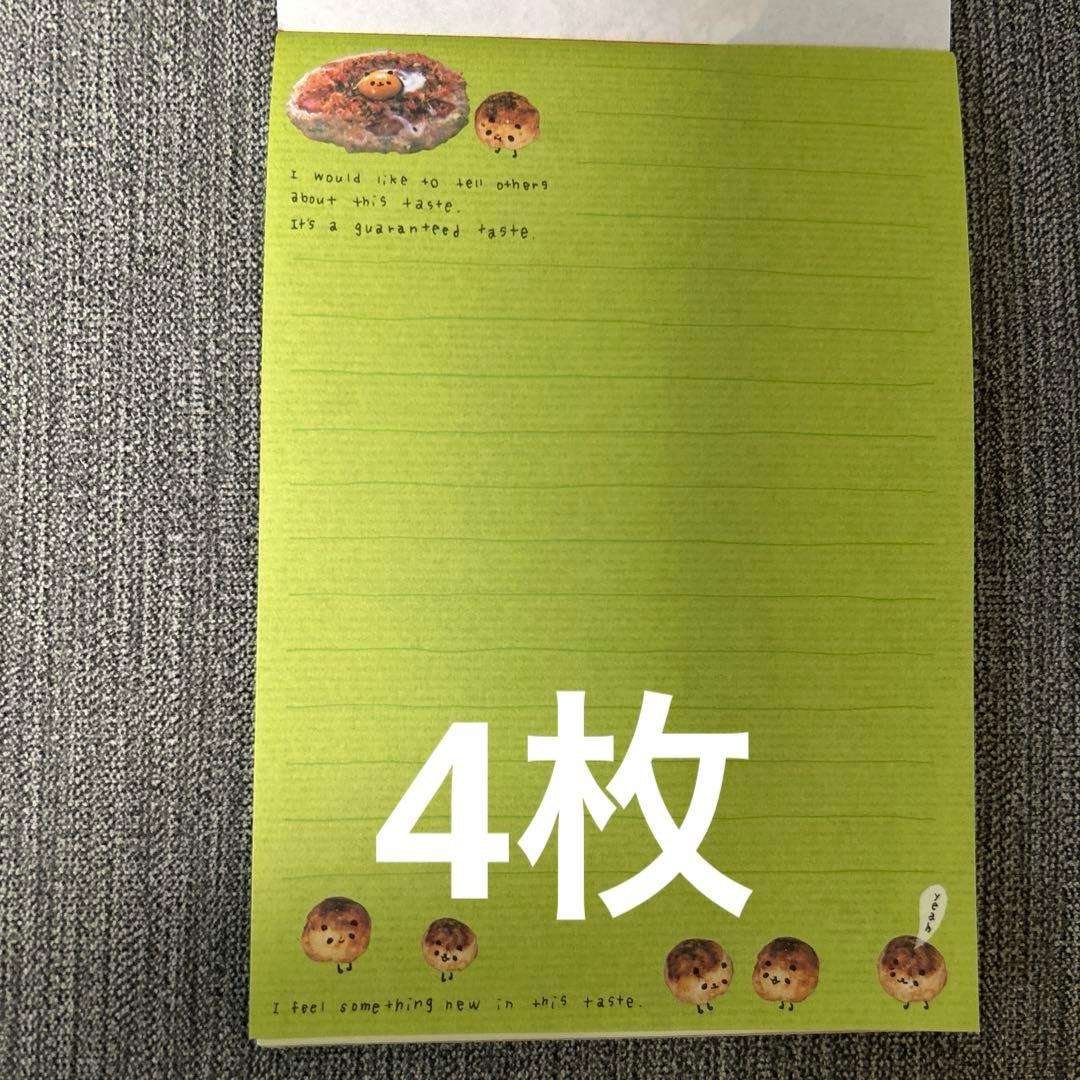 I would like to tell others
about this taste.
It's a guaranteed taste.
4枚
yeah
I feel something new in this taste.